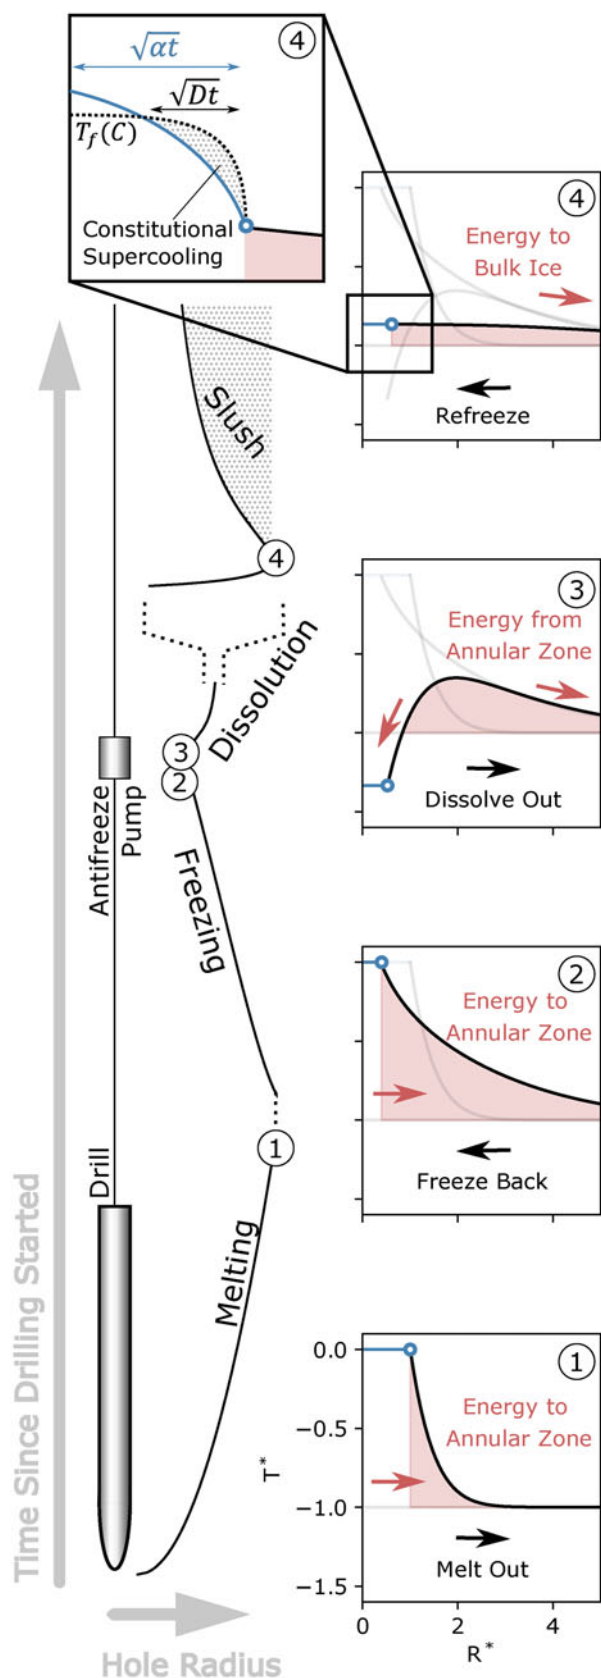 ④
√αt
√Dt
T_f(C)
Constitutional
Supercooling
④
Energy to
Bulk Ice
Refreeze
Slush
④
Dissolution
③
Energy from
Annular Zone
Dissolve Out
③
②
Antifreeze
Pump
Freezing
②
Energy to
Annular Zone
Freeze Back
①
Drill
Melting
Time Since Drilling Started
Hole Radius
①
Energy to
Annular Zone
Melt Out
T*
0.0
−0.5
−1.0
−1.5
0 2 4
R*